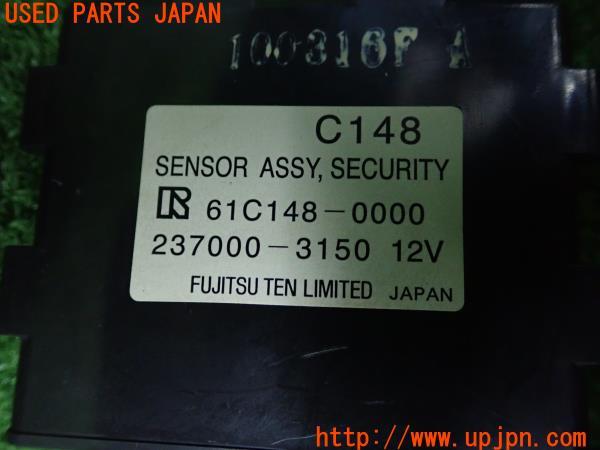 USED PARTS JAPAN
100316F A
C148
SENSOR ASSY, SECURITY
R 61C148-0000
237000-3150 12V
FUJITSU TEN LIMITED JAPAN
3UPJ
http://www.upjpn.com